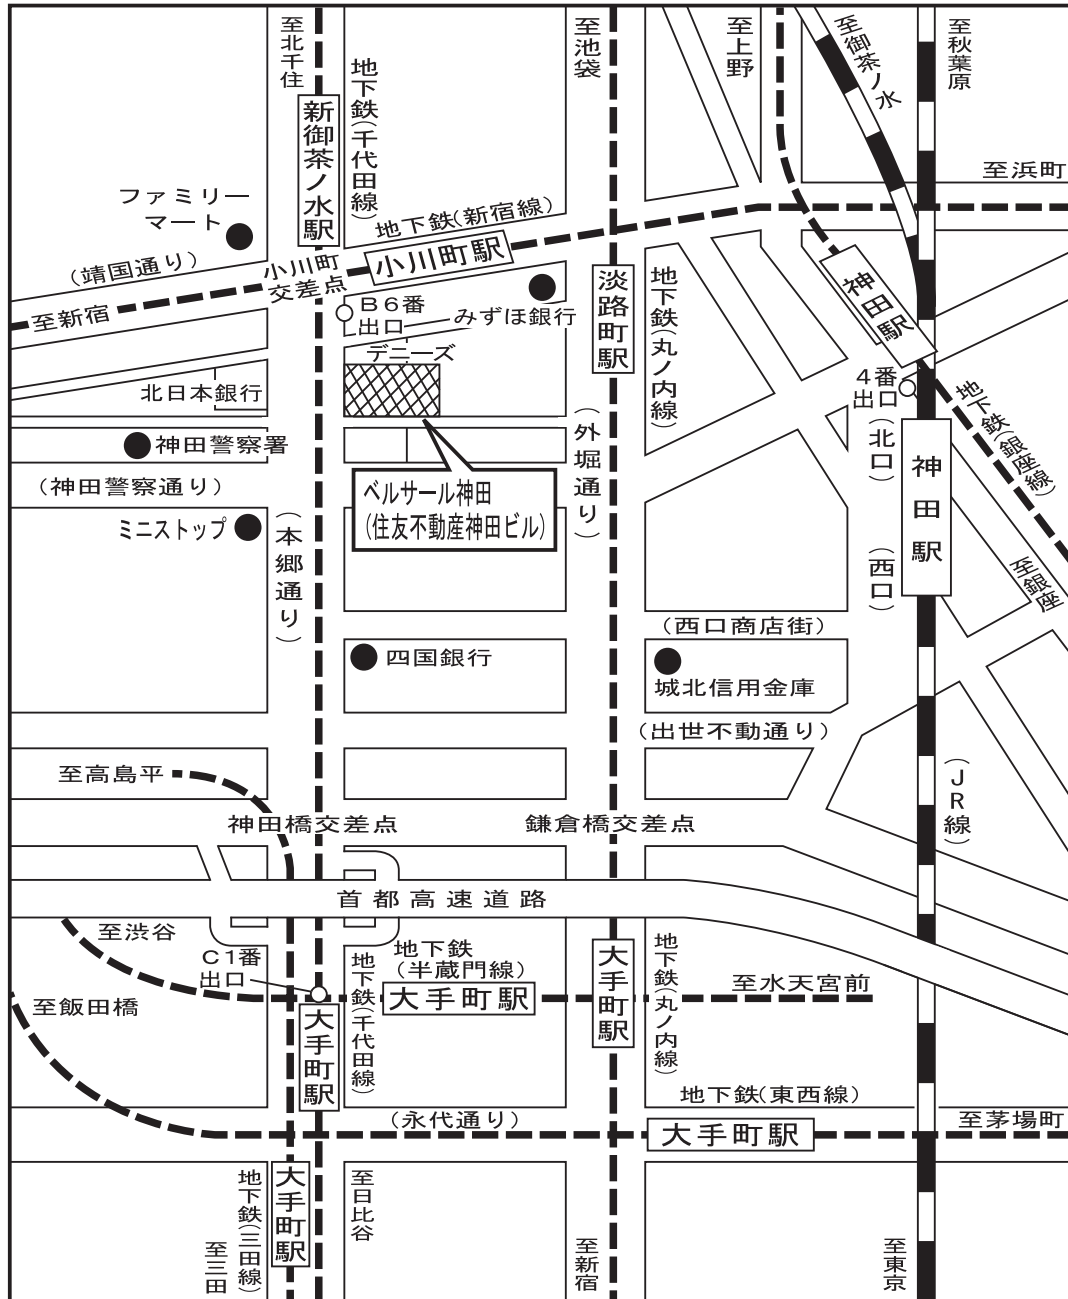 至北千住
至池袋
至上野
至御茶ノ水
至秋葉原
地下鉄(千代田線)
新御茶ノ水駅
至浜町
ファミリー
マート
地下鉄(新宿線)
小川町駅
(靖国通り)
小川町
交差点
至新宿
B6番
出口
みずほ銀行
デニーズ
淡路町駅
地下鉄(丸ノ内線)
神田駅
4番
出口
地下鉄(銀座線)
北日本銀行
(外堀通り)
(北口)
神田駅
神田警察署
(神田警察通り)
ベルサール神田
(住友不動産神田ビル)
ミニストップ
(本郷通り)
(西口)
至銀座
(西口商店街)
四国銀行
城北信用金庫
(出世不動通り)
至高島平
(JR線)
神田橋交差点
鎌倉橋交差点
首都高速道路
至渋谷
C1番
出口
地下鉄
(半蔵門線)
大手町駅
地下鉄(千代田線)
大手町駅
大手町駅
地下鉄(丸ノ内線)
至水天宮前
至飯田橋
地下鉄(東西線)
(永代通り)
大手町駅
至茅場町
地下鉄(三田線)
大手町駅
至日比谷
至三田
至新宿
至東京